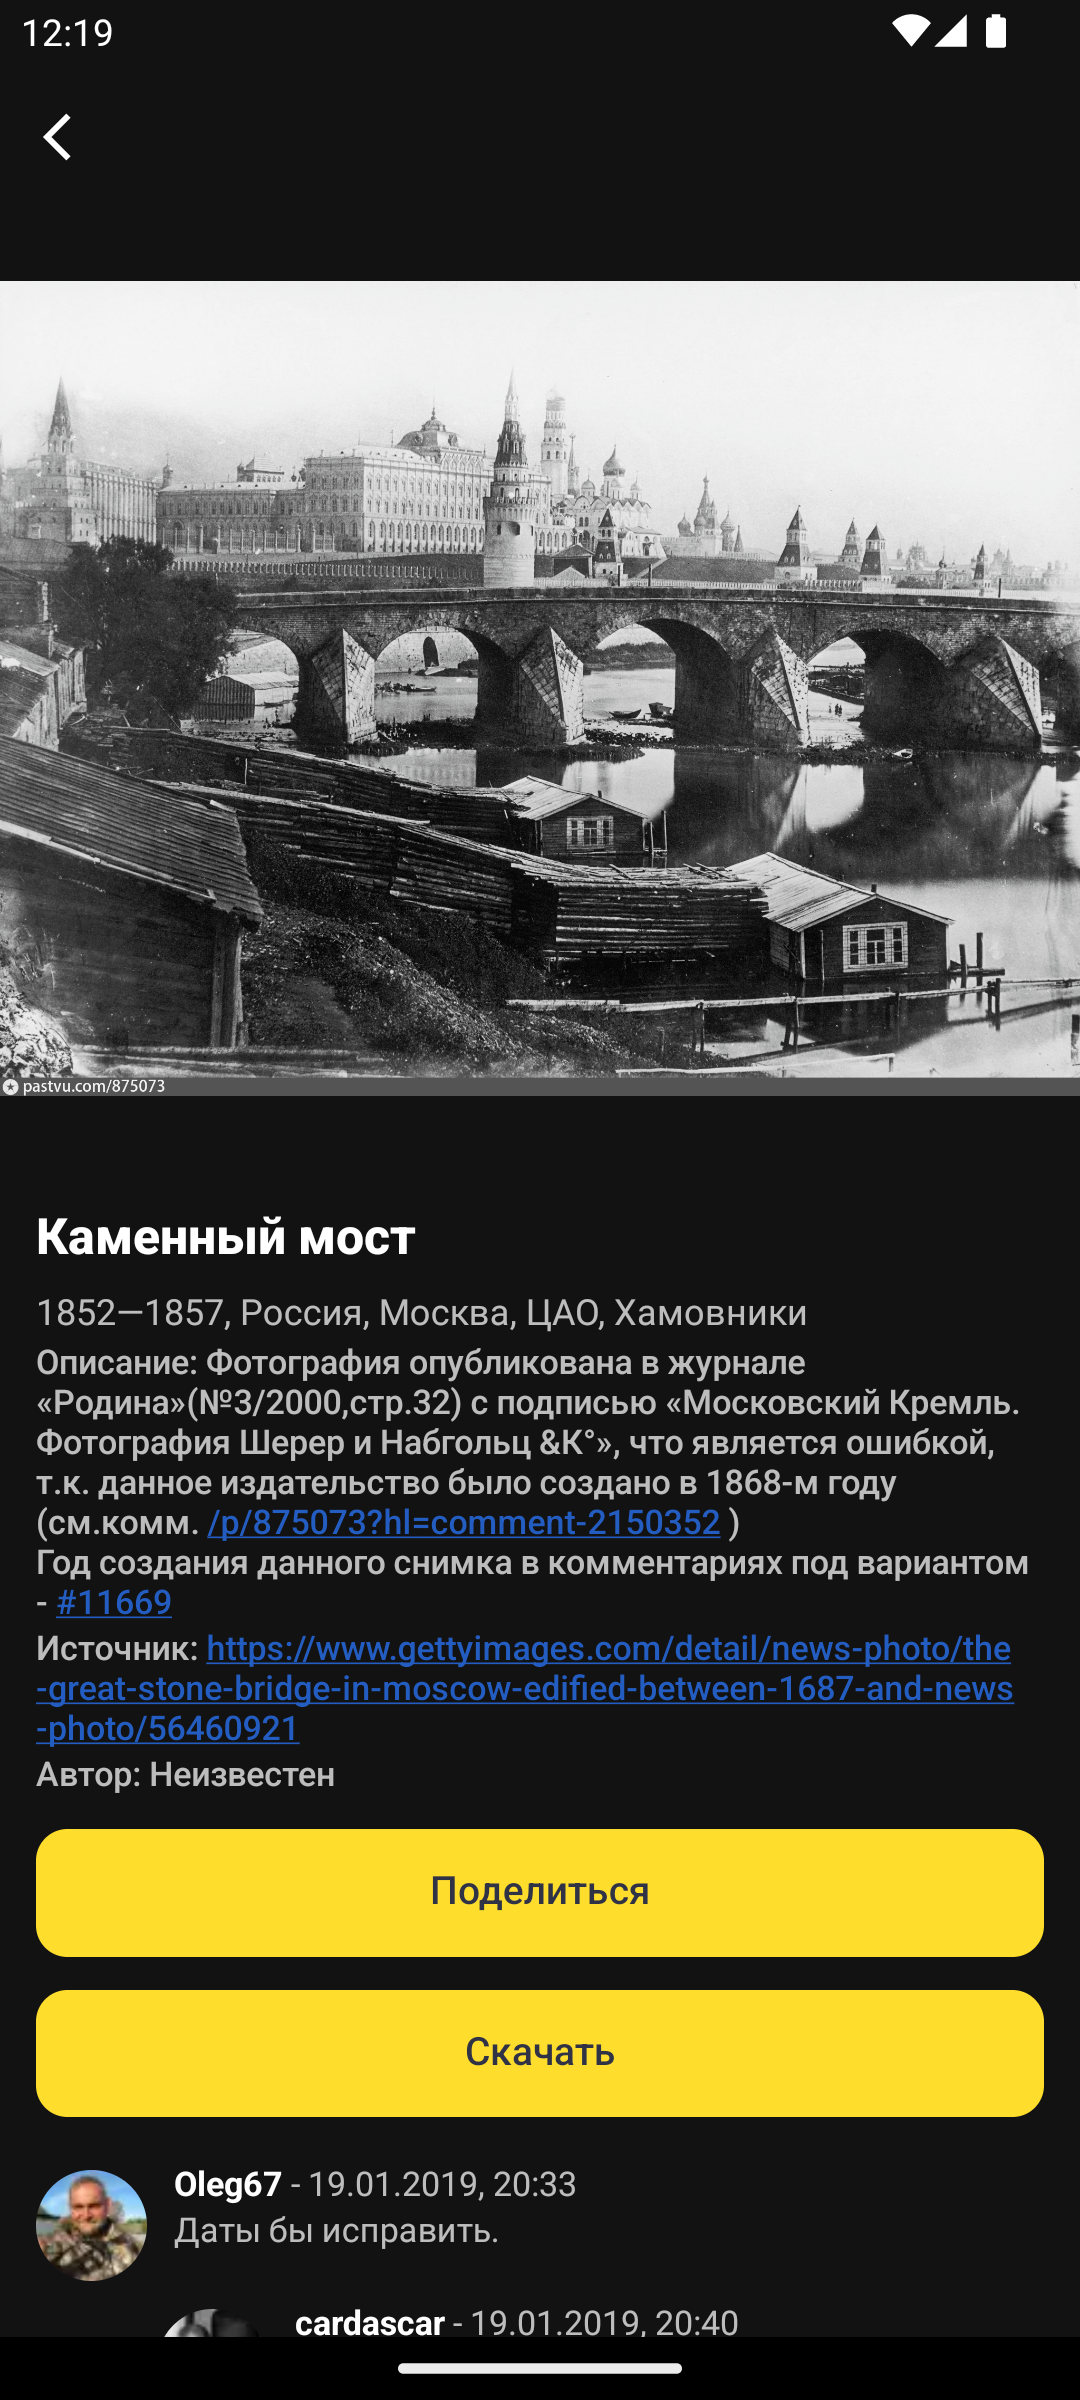 12:19
pastvu.com/875073
Каменный мост
1852—1857, Россия, Москва, ЦАО, Хамовники
Описание: Фотография опубликована в журнале
«Родина»(№3/2000,стр.32) с подписью «Московский Кремль.
Фотография Шерер и Набгольц &К°», что является ошибкой,
т.к. данное издательство было создано в 1868-м году
(см.комм. /p/875073?hl=comment-2150352 )
Год создания данного снимка в комментариях под вариантом
- #11669
Источник: https://www.gettyimages.com/detail/news-photo/the
-great-stone-bridge-in-moscow-edified-between-1687-and-news
-photo/56460921
Автор: Неизвестен
Поделиться
Скачать
Oleg67 - 19.01.2019, 20:33
Даты бы исправить.
cardascar - 19.01.2019, 20:40